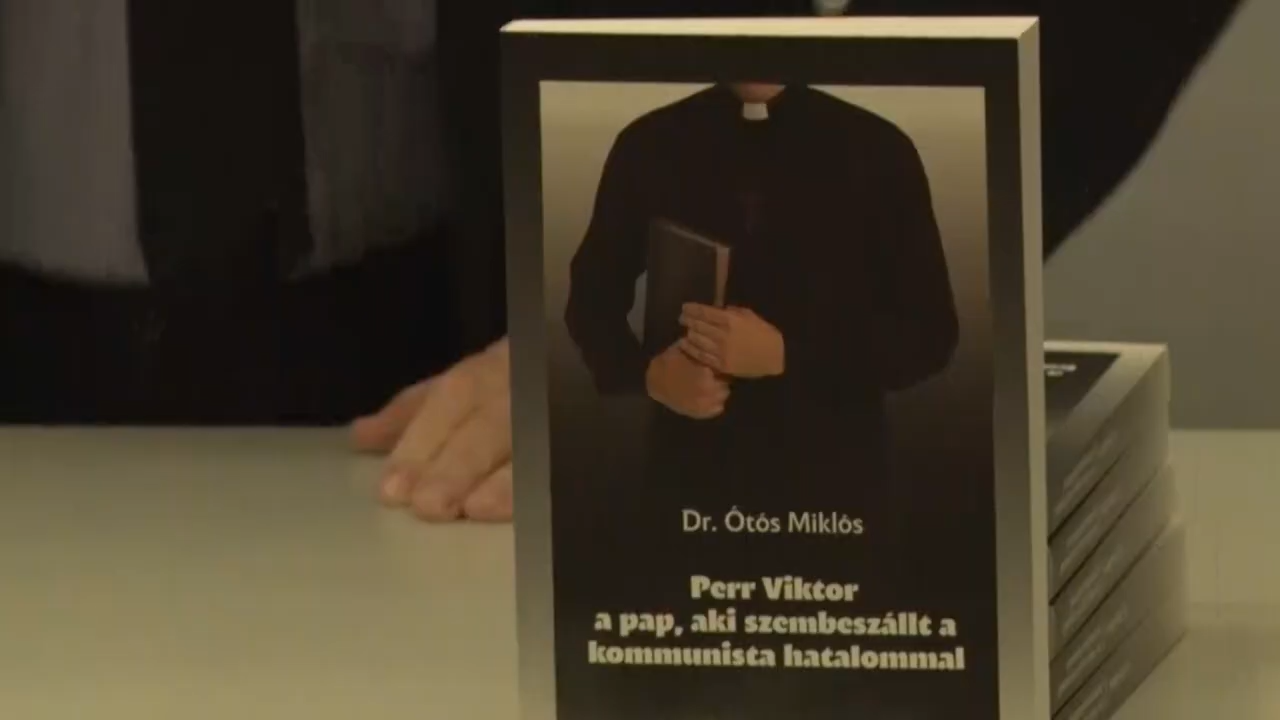 Dr. Ótós Miklós
Perr Viktor
a pap, aki szembeszállt a
kommunista hatalommal